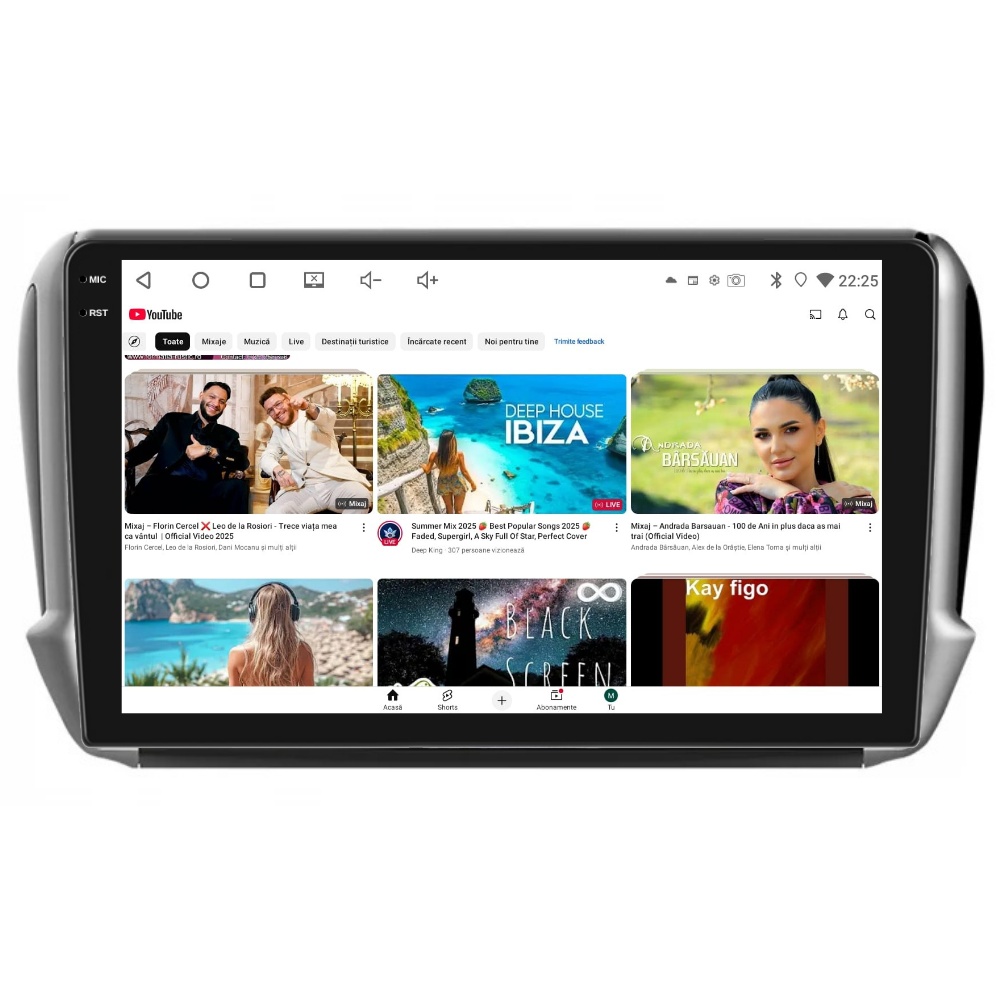 MIC
22:25
RST
YouTube
Toate
Mixaje
Muzică
Live
Destinații turistice
Încărcate recent
Noi pentru tine
Trimite feedback
DEEP HOUSE
IBIZA
ANDRADA
BÂRSĂUAN
Mixaj
LIVE
Mixaj
Mixaj – Florin Cercel ❌ Leo de la Rosiori - Trece viața mea
ca vântul | Official Video 2025
Florin Cercel, Leo de la Rosiori, Dani Mocanu și mulți alții
LIVE
Summer Mix 2025 🍓 Best Popular Songs 2025 🍓
Faded, Supergirl, A Sky Full Of Star, Perfect Cover
Deep King · 307 persoane vizionează
Mixaj – Andrada Barsauan - 100 de Ani in plus daca as mai
trai (Official Video)
Andrada Bârsăuan, Alex de la Orăștie, Elena Toma și mulți alții
BLACK
SCREEN
Kay figo
Acasă
Shorts
Abonamente
M
Tu